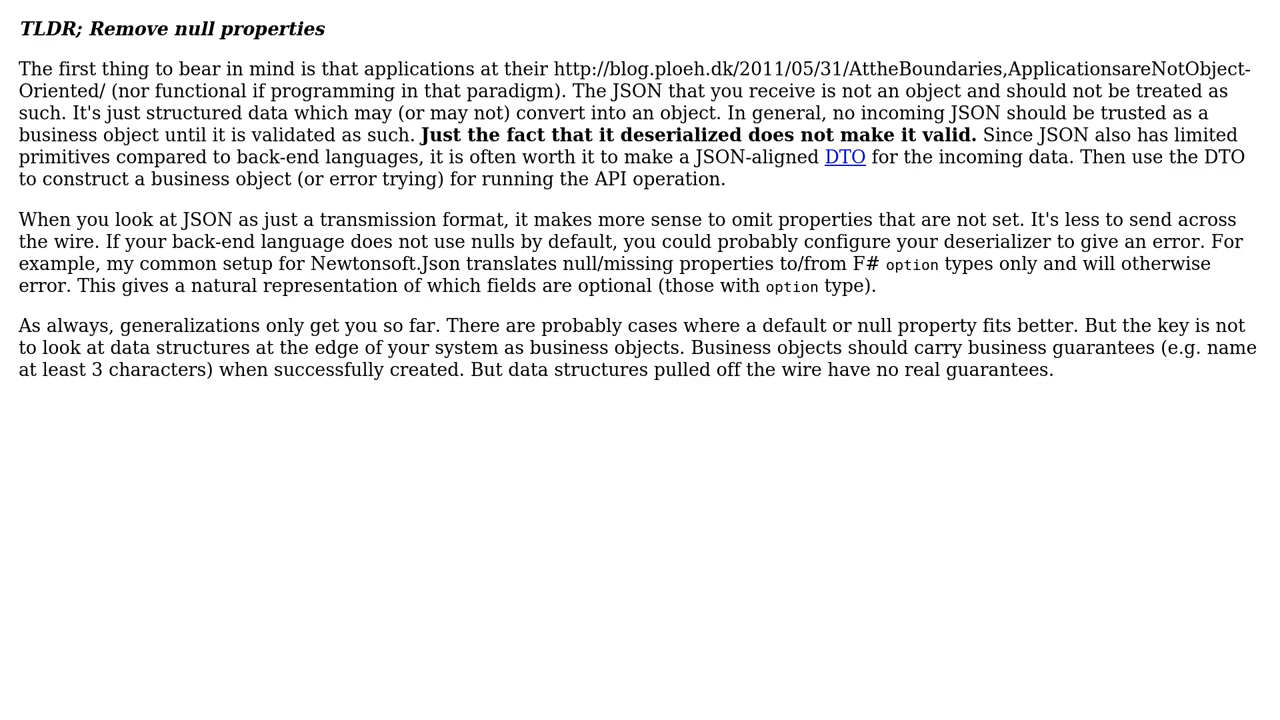 TLDR; Remove null properties
The first thing to bear in mind is that applications at their http://blog.ploeh.dk/2011/05/31/AttheBoundaries,ApplicationsareNotObject-
Oriented/ (nor functional if programming in that paradigm). The JSON that you receive is not an object and should not be treated as
such. It's just structured data which may (or may not) convert into an object. In general, no incoming JSON should be trusted as a
business object until it is validated as such. Just the fact that it deserialized does not make it valid. Since JSON also has limited
primitives compared to back-end languages, it is often worth it to make a JSON-aligned DTO for the incoming data. Then use the DTO
to construct a business object (or error trying) for running the API operation.
When you look at JSON as just a transmission format, it makes more sense to omit properties that are not set. It's less to send across
the wire. If your back-end language does not use nulls by default, you could probably configure your deserializer to give an error. For
example, my common setup for Newtonsoft.Json translates null/missing properties to/from F# option types only and will otherwise
error. This gives a natural representation of which fields are optional (those with option type).
As always, generalizations only get you so far. There are probably cases where a default or null property fits better. But the key is not
to look at data structures at the edge of your system as business objects. Business objects should carry business guarantees (e.g. name
at least 3 characters) when successfully created. But data structures pulled off the wire have no real guarantees.